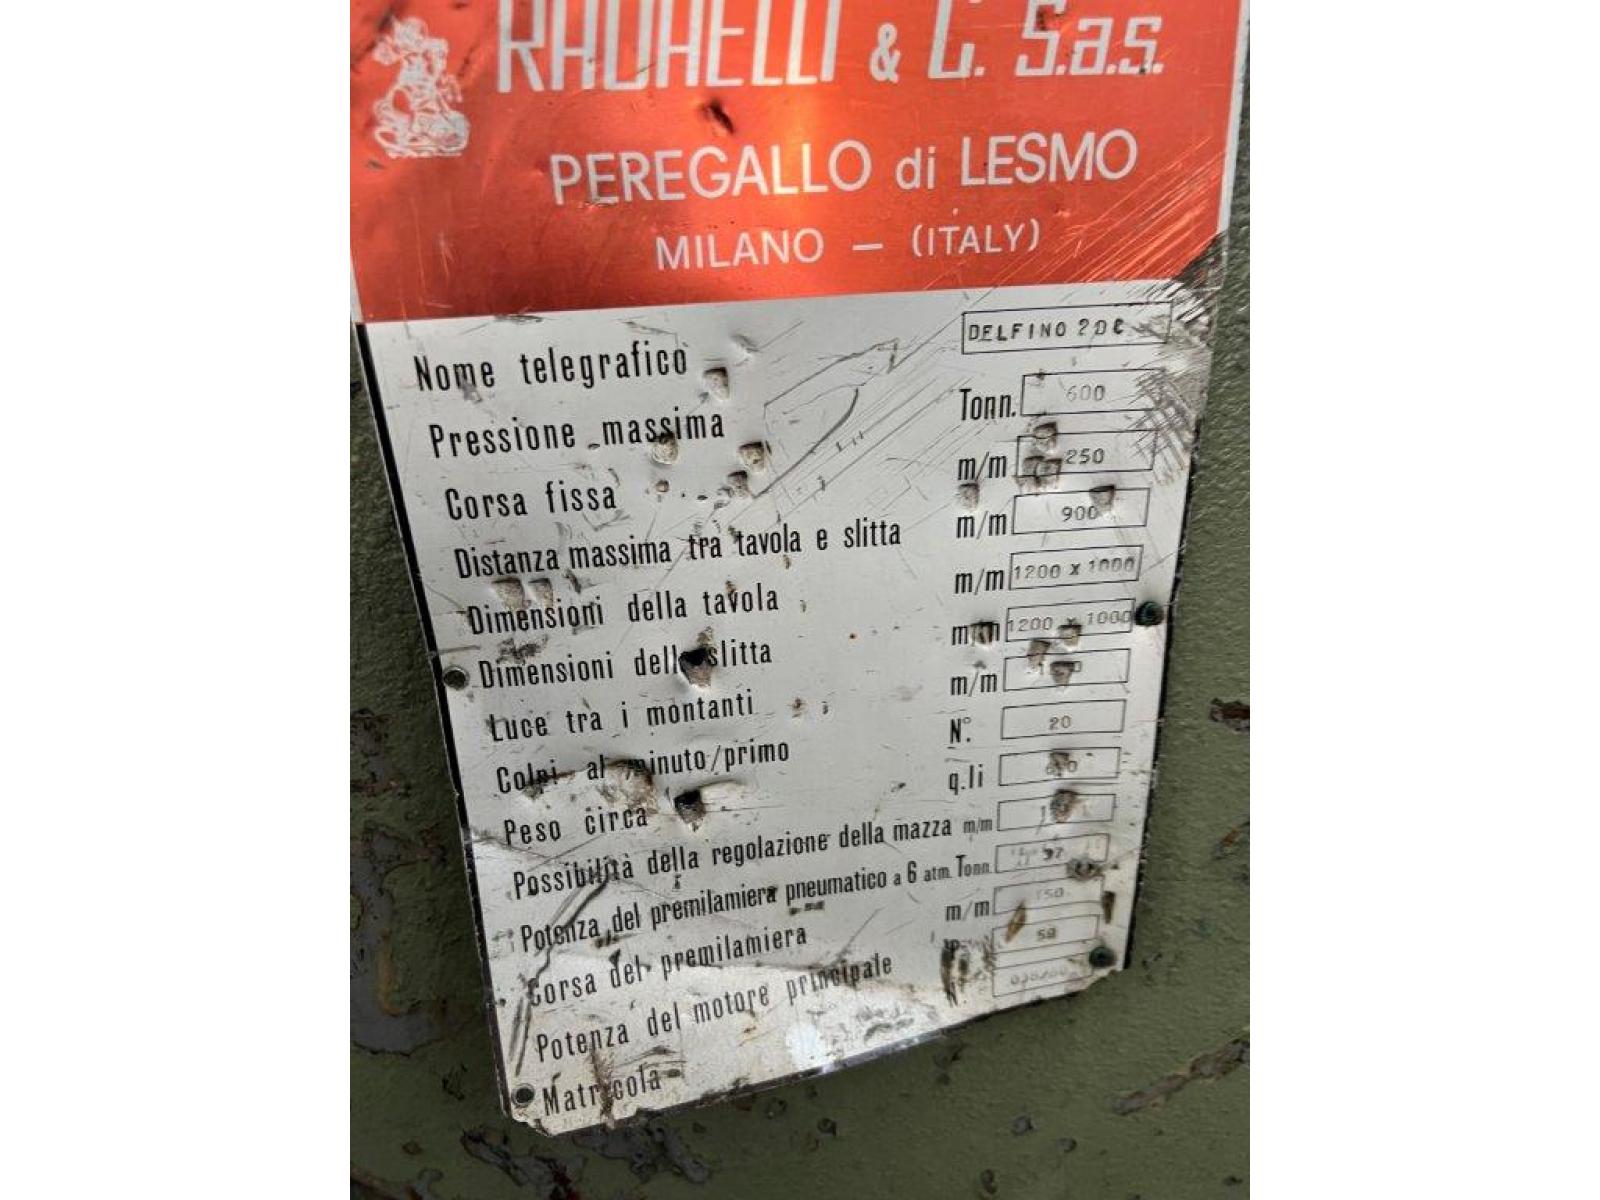 & C. S.a.s.
PEREGALLO di LESMO
MILANO — (ITALY)
Nome telegrafico DELFINO 2DC
Pressione massima Tonn. 600
Corsa fissa m/m 250
Distanza massima tra tavola e slitta m/m 900
Dimensioni della tavola m/m 1200 x 1000
Dimensioni della slitta m/m 1200 x 1000
Luce tra i montanti m/m
Colpi al minuto/primo N° 20
Peso circa q.li
Possibilità della regolazione della mazza m/m
Potenza del premilamiera pneumatico a 6 atm. Tonn.
Corsa del premilamiera m/m 150
Potenza del motore principale 50
Matricola N°